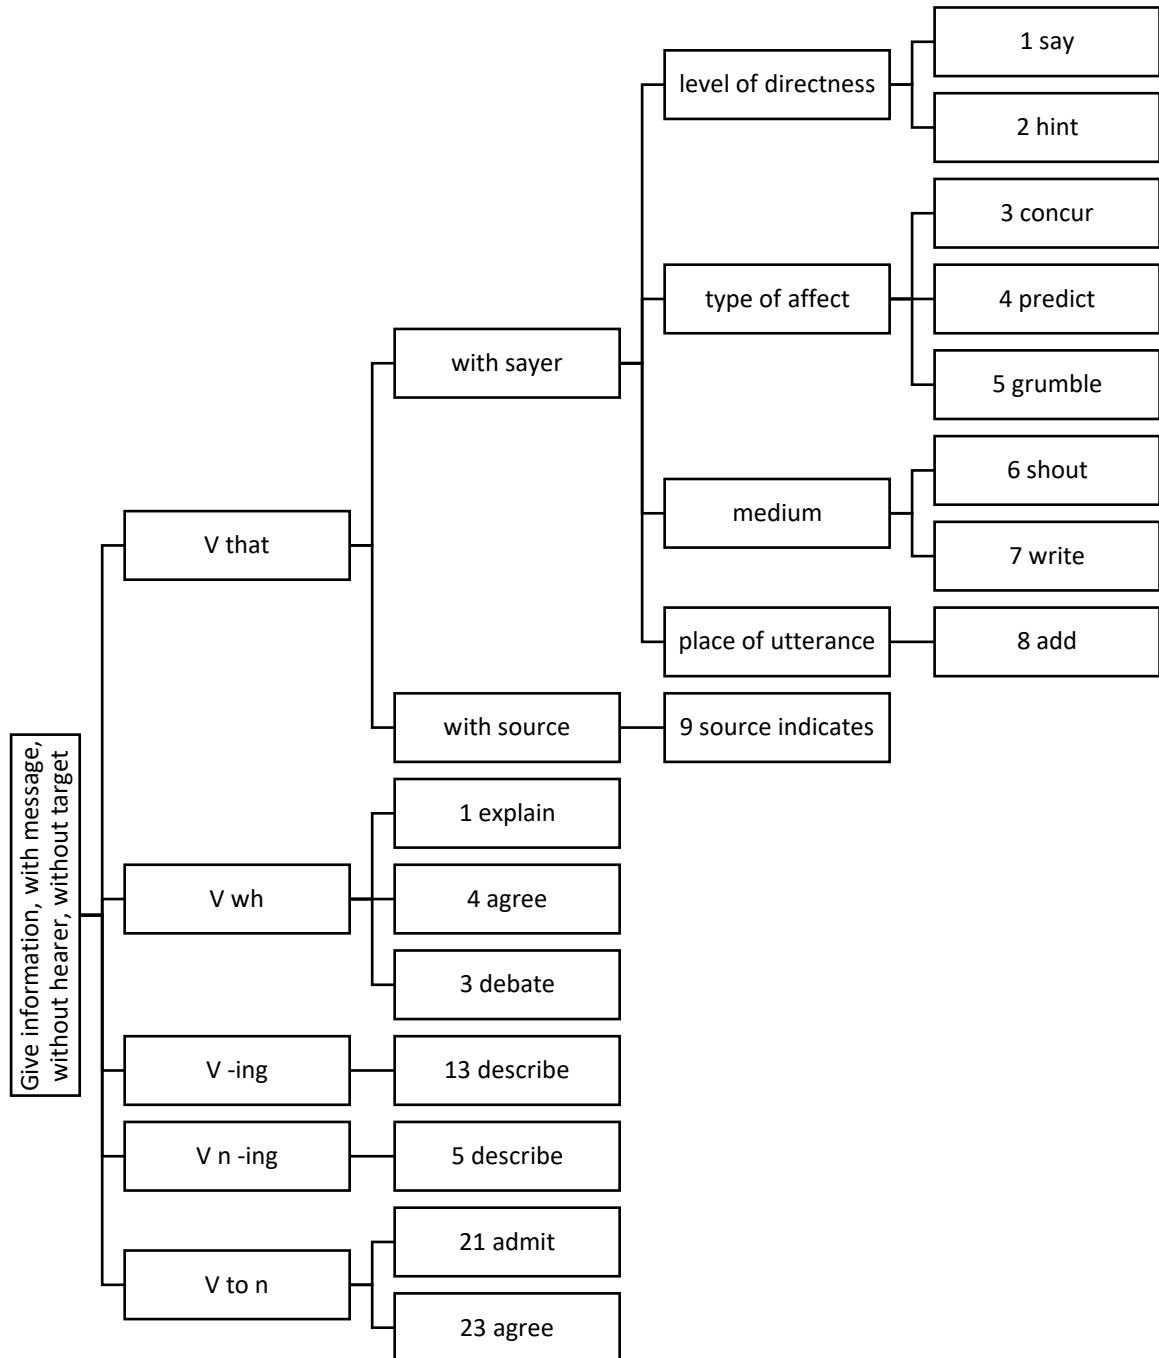 Give information, with message,
without hearer, without target
V that
with sayer
level of directness
1 say
2 hint
type of affect
3 concur
4 predict
5 grumble
medium
6 shout
7 write
place of utterance
8 add
with source
9 source indicates
V wh
1 explain
4 agree
3 debate
V -ing
13 describe
V n -ing
5 describe
V to n
21 admit
23 agree